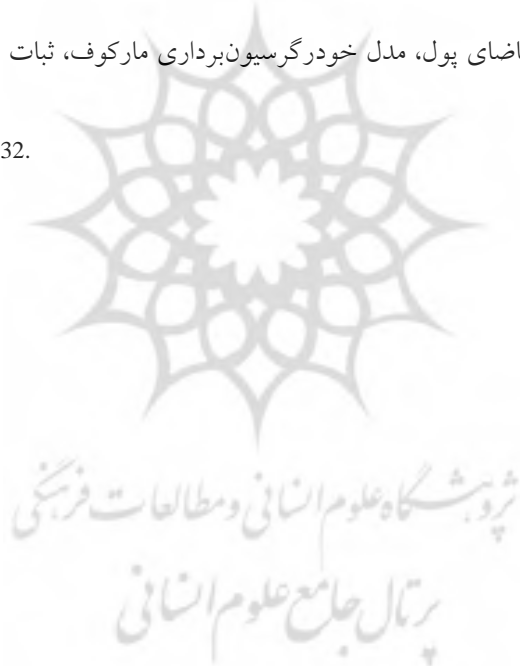 اضای پول، مدل خودرگرسیون‌برداری مارکوف، ثبات
32.
پژوهشگاه علوم انسانی و مطالعات فرهنگی
پرتال جامع علوم انسانی